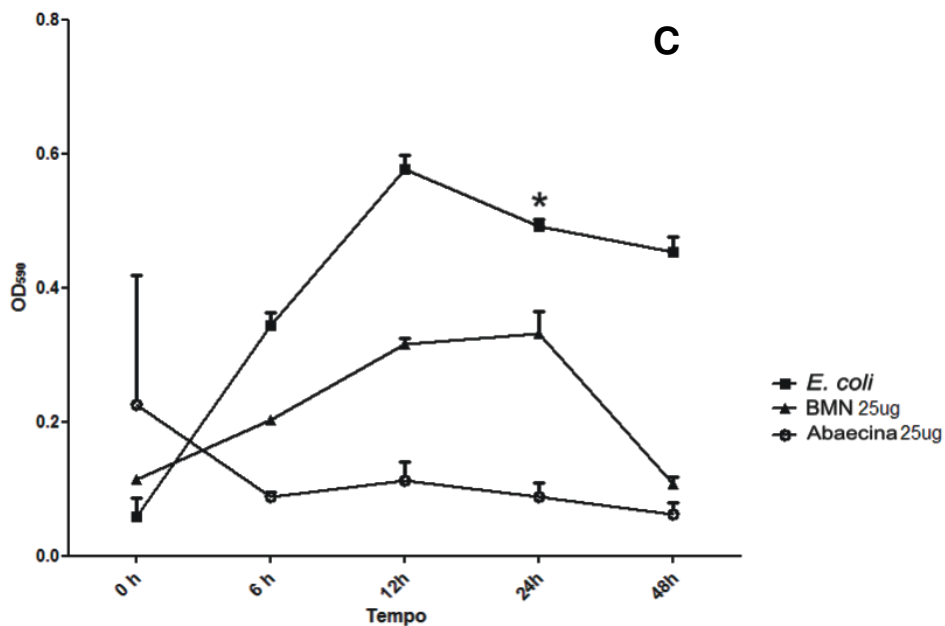 C
0.8
0.6
0.4
0.2
0.0
OD590
*
0 h
6 h
12h
24h
48h
Tempo
E. coli
BMN 25ug
Abaecina 25ug